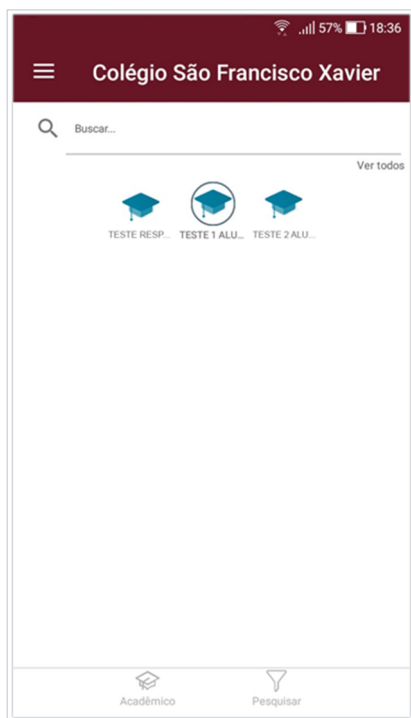 57% 18:36
Colégio São Francisco Xavier
Buscar...
Ver todos
TESTE RESP... TESTE 1 ALU... TESTE 2 ALU...
Acadêmico Pesquisar